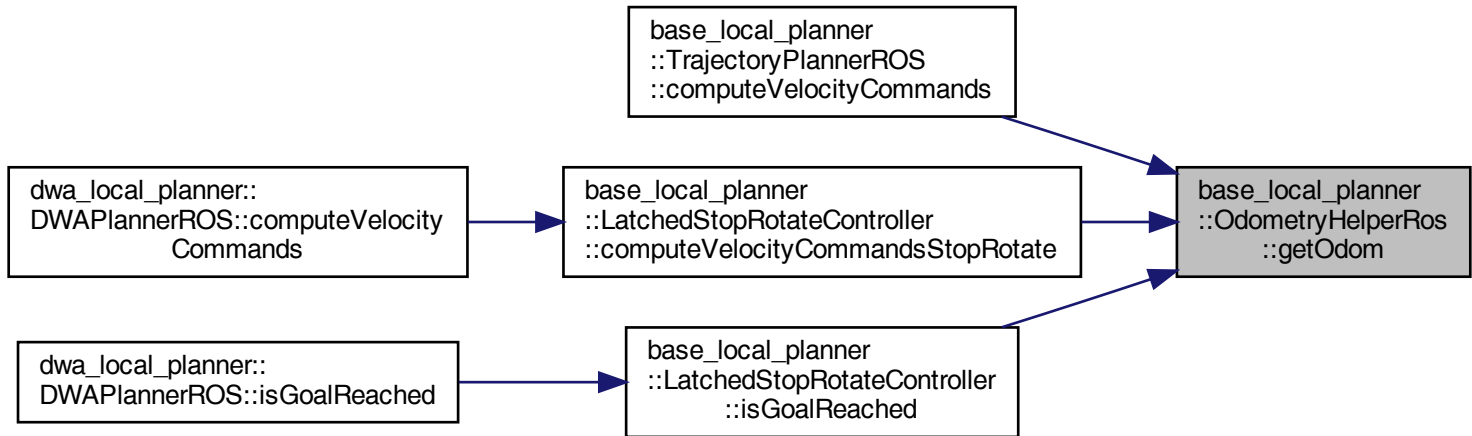 base_local_planner
::TrajectoryPlannerROS
::computeVelocityCommands
dwa_local_planner::
DWAPlannerROS::computeVelocity
Commands
base_local_planner
::LatchedStopRotateController
::computeVelocityCommandsStopRotate
base_local_planner
::OdometryHelperRos
::getOdom
dwa_local_planner::
DWAPlannerROS::isGoalReached
base_local_planner
::LatchedStopRotateController
::isGoalReached